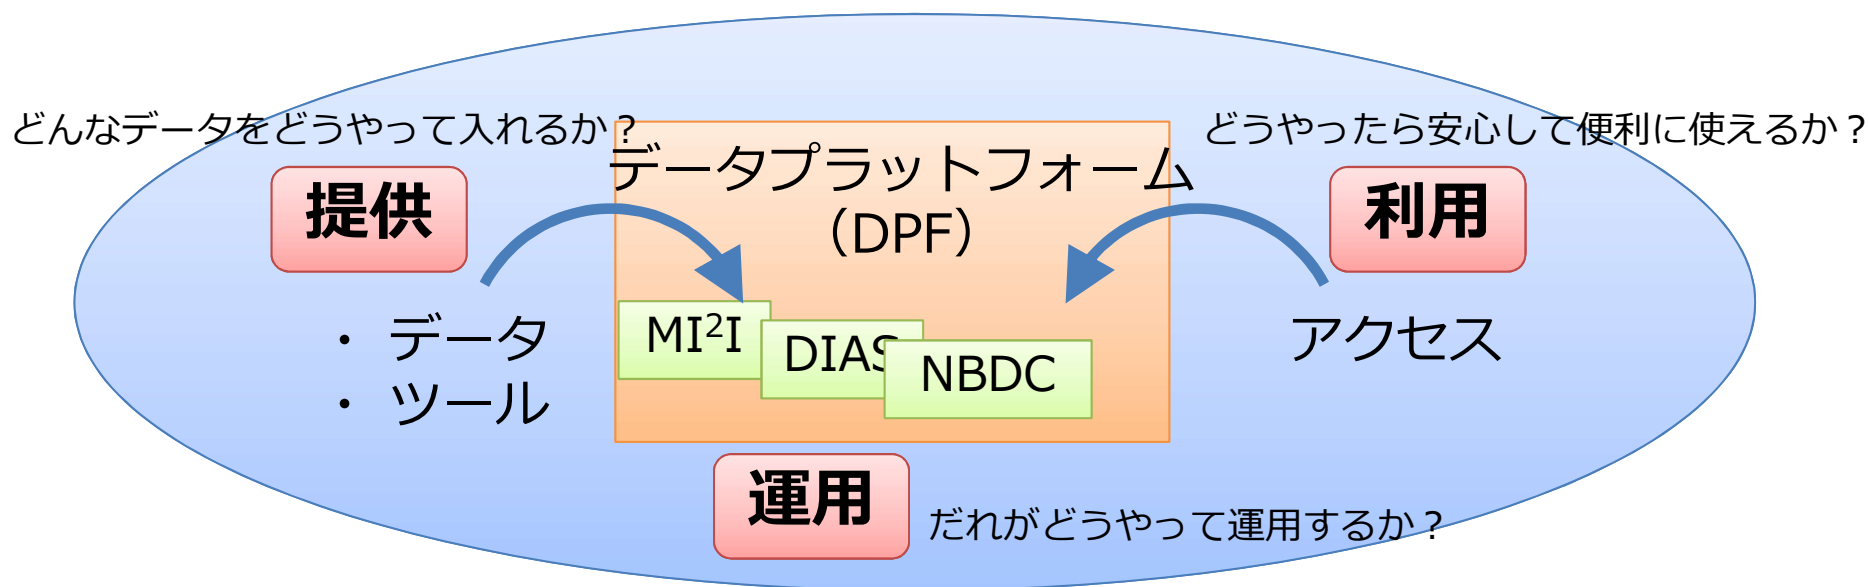 どんなデータをどうやって入れるか？
どうやったら安心して便利に使えるか？
データプラットフォーム
（DPF）
提供
利用
MI²I
DIAS
NBDC
・ データ
・ ツール
アクセス
運用
だれがどうやって運用するか？